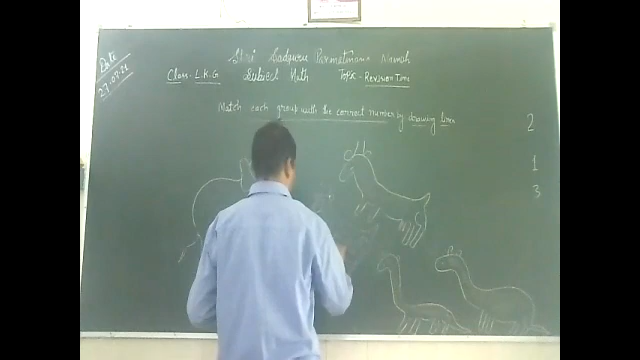 Shri Sadguru Parmatmane Namah
Date
27-07-21
Class - L.K.G Subject Math Topic - Revision Time
Match each group with the correct number by drawing lines
2
1
3